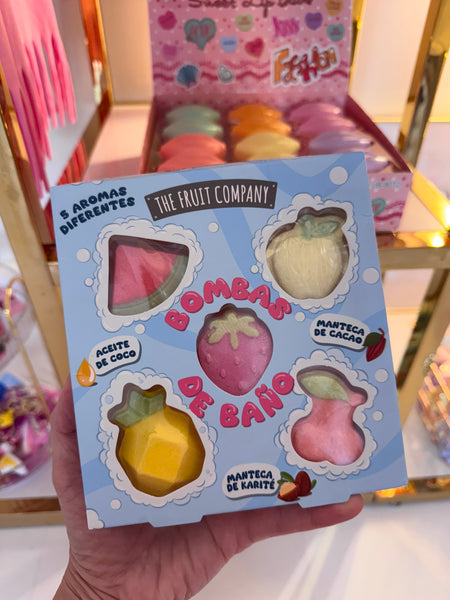 Sweet Lip Balm
FASHION
5 AROMAS
DIFERENTES
THE FRUIT COMPANY
BOMBAS
DE BAÑO
ACEITE
DE COCO
MANTECA
DE CACAO
MANTECA
DE KARITÉ